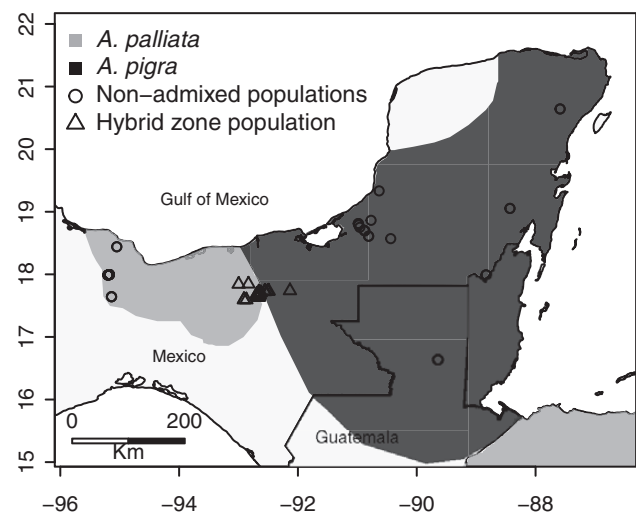 22
21
20
19
18
17
16
15
A. palliata
A. pigra
Non−admixed populations
Hybrid zone population
Gulf of Mexico
Mexico
Guatemala
0 200
Km
−96 −94 −92 −90 −88